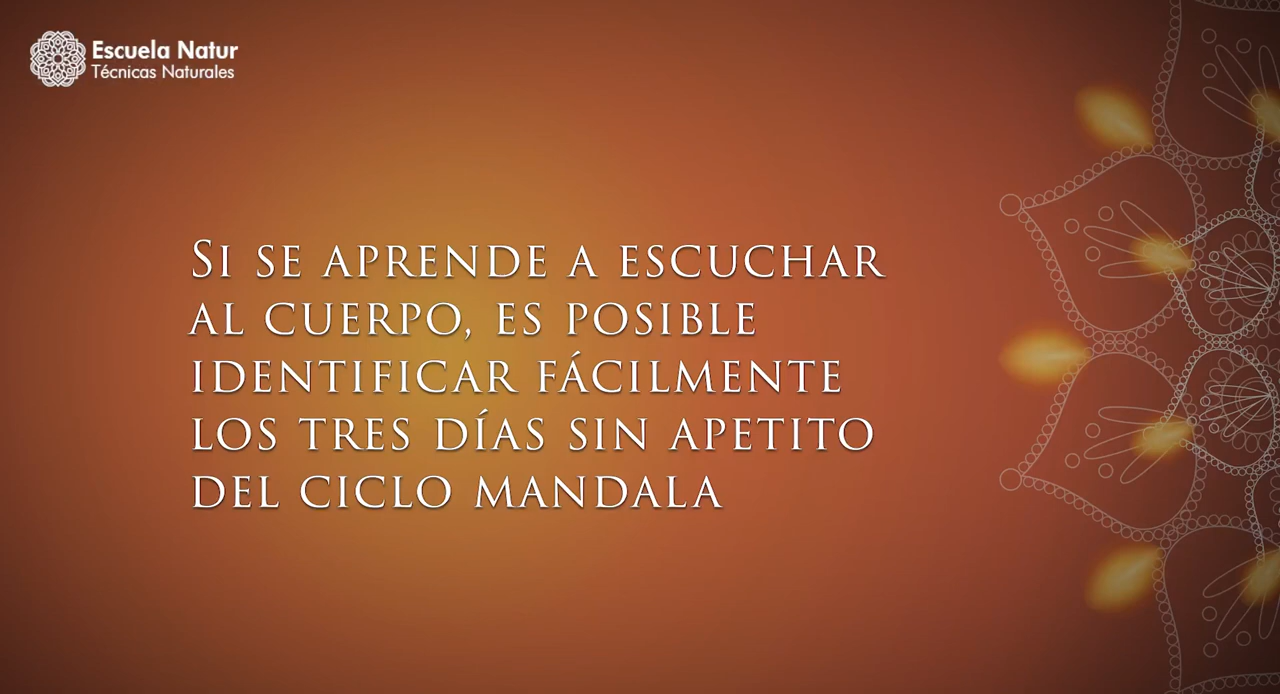 Escuela Natur
Técnicas Naturales
Si se aprende a escuchar
al cuerpo, es posible
identificar fácilmente
los tres días sin apetito
del ciclo mandala